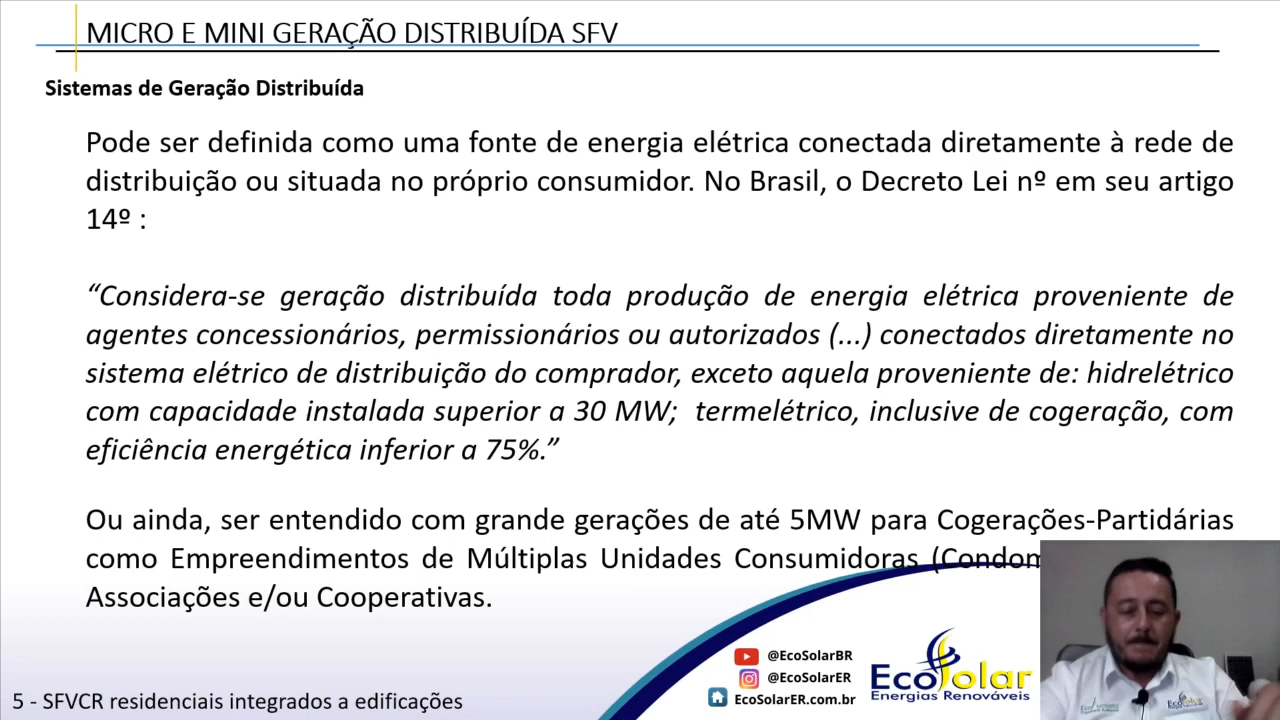 MICRO E MINI GERAÇÃO DISTRIBUÍDA SFV
Sistemas de Geração Distribuída
Pode ser definida como uma fonte de energia elétrica conectada diretamente à rede de
distribuição ou situada no próprio consumidor. No Brasil, o Decreto Lei nº em seu artigo
14º :
“Considera-se geração distribuída toda produção de energia elétrica proveniente de
agentes concessionários, permissionários ou autorizados (...) conectados diretamente no
sistema elétrico de distribuição do comprador, exceto aquela proveniente de: hidrelétrico
com capacidade instalada superior a 30 MW; termelétrico, inclusive de cogeração, com
eficiência energética inferior a 75%.”
Ou ainda, ser entendido com grande gerações de até 5MW para Cogerações-Partidárias
como Empreendimentos de Múltiplas Unidades Consumidoras
Associações e/ou Cooperativas.
@EcoSolarBR
@EcoSolarER
EcoSolarER.com.br
EcoSolar
Energias Renováveis
5 - SFVCR residenciais integrados a edificações